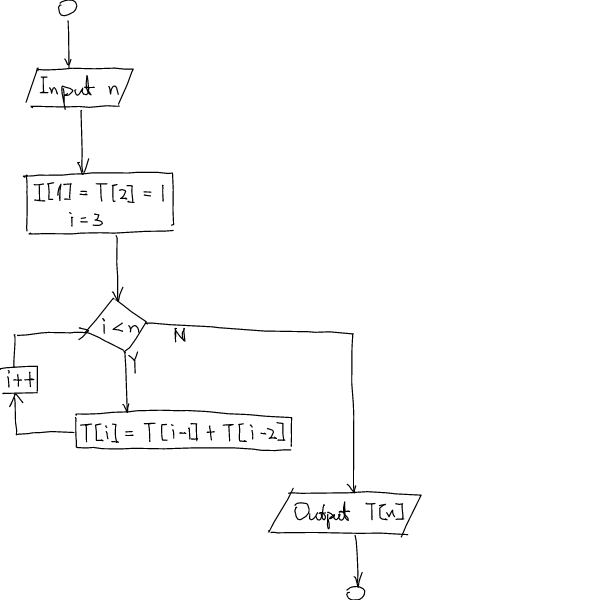 Input n
I[1] = T[2] = 1
i = 3
i < n
N
Y
i++
T[i] = T[i-1] + T[i-2]
Output T[n]